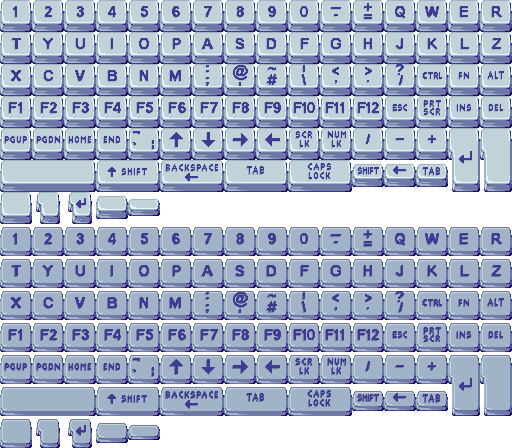 1 2 3 4 5 6 7 8 9 0 - _ + = Q W E R
T Y U I O P A S D F G H J K L Z
X C V B N M : ; @ ' ~ # | \ < , > . ? / CTRL FN ALT
F1 F2 F3 F4 F5 F6 F7 F8 F9 F10 F11 F12 ESC PRT SCR INS DEL
PGUP PGDN HOME END ↑ ↓ → ← SCR LK NUM LK / - + ↵
↑ SHIFT BACKSPACE ← TAB CAPS LOCK SHIFT ← TAB
↵
1 2 3 4 5 6 7 8 9 0 - _ + = Q W E R
T Y U I O P A S D F G H J K L Z
X C V B N M : ; @ ' ~ # | \ < , > . ? / CTRL FN ALT
F1 F2 F3 F4 F5 F6 F7 F8 F9 F10 F11 F12 ESC PRT SCR INS DEL
PGUP PGDN HOME END ↑ ↓ → ← SCR LK NUM LK / - + ↵
↑ SHIFT BACKSPACE ← TAB CAPS LOCK SHIFT ← TAB
↵